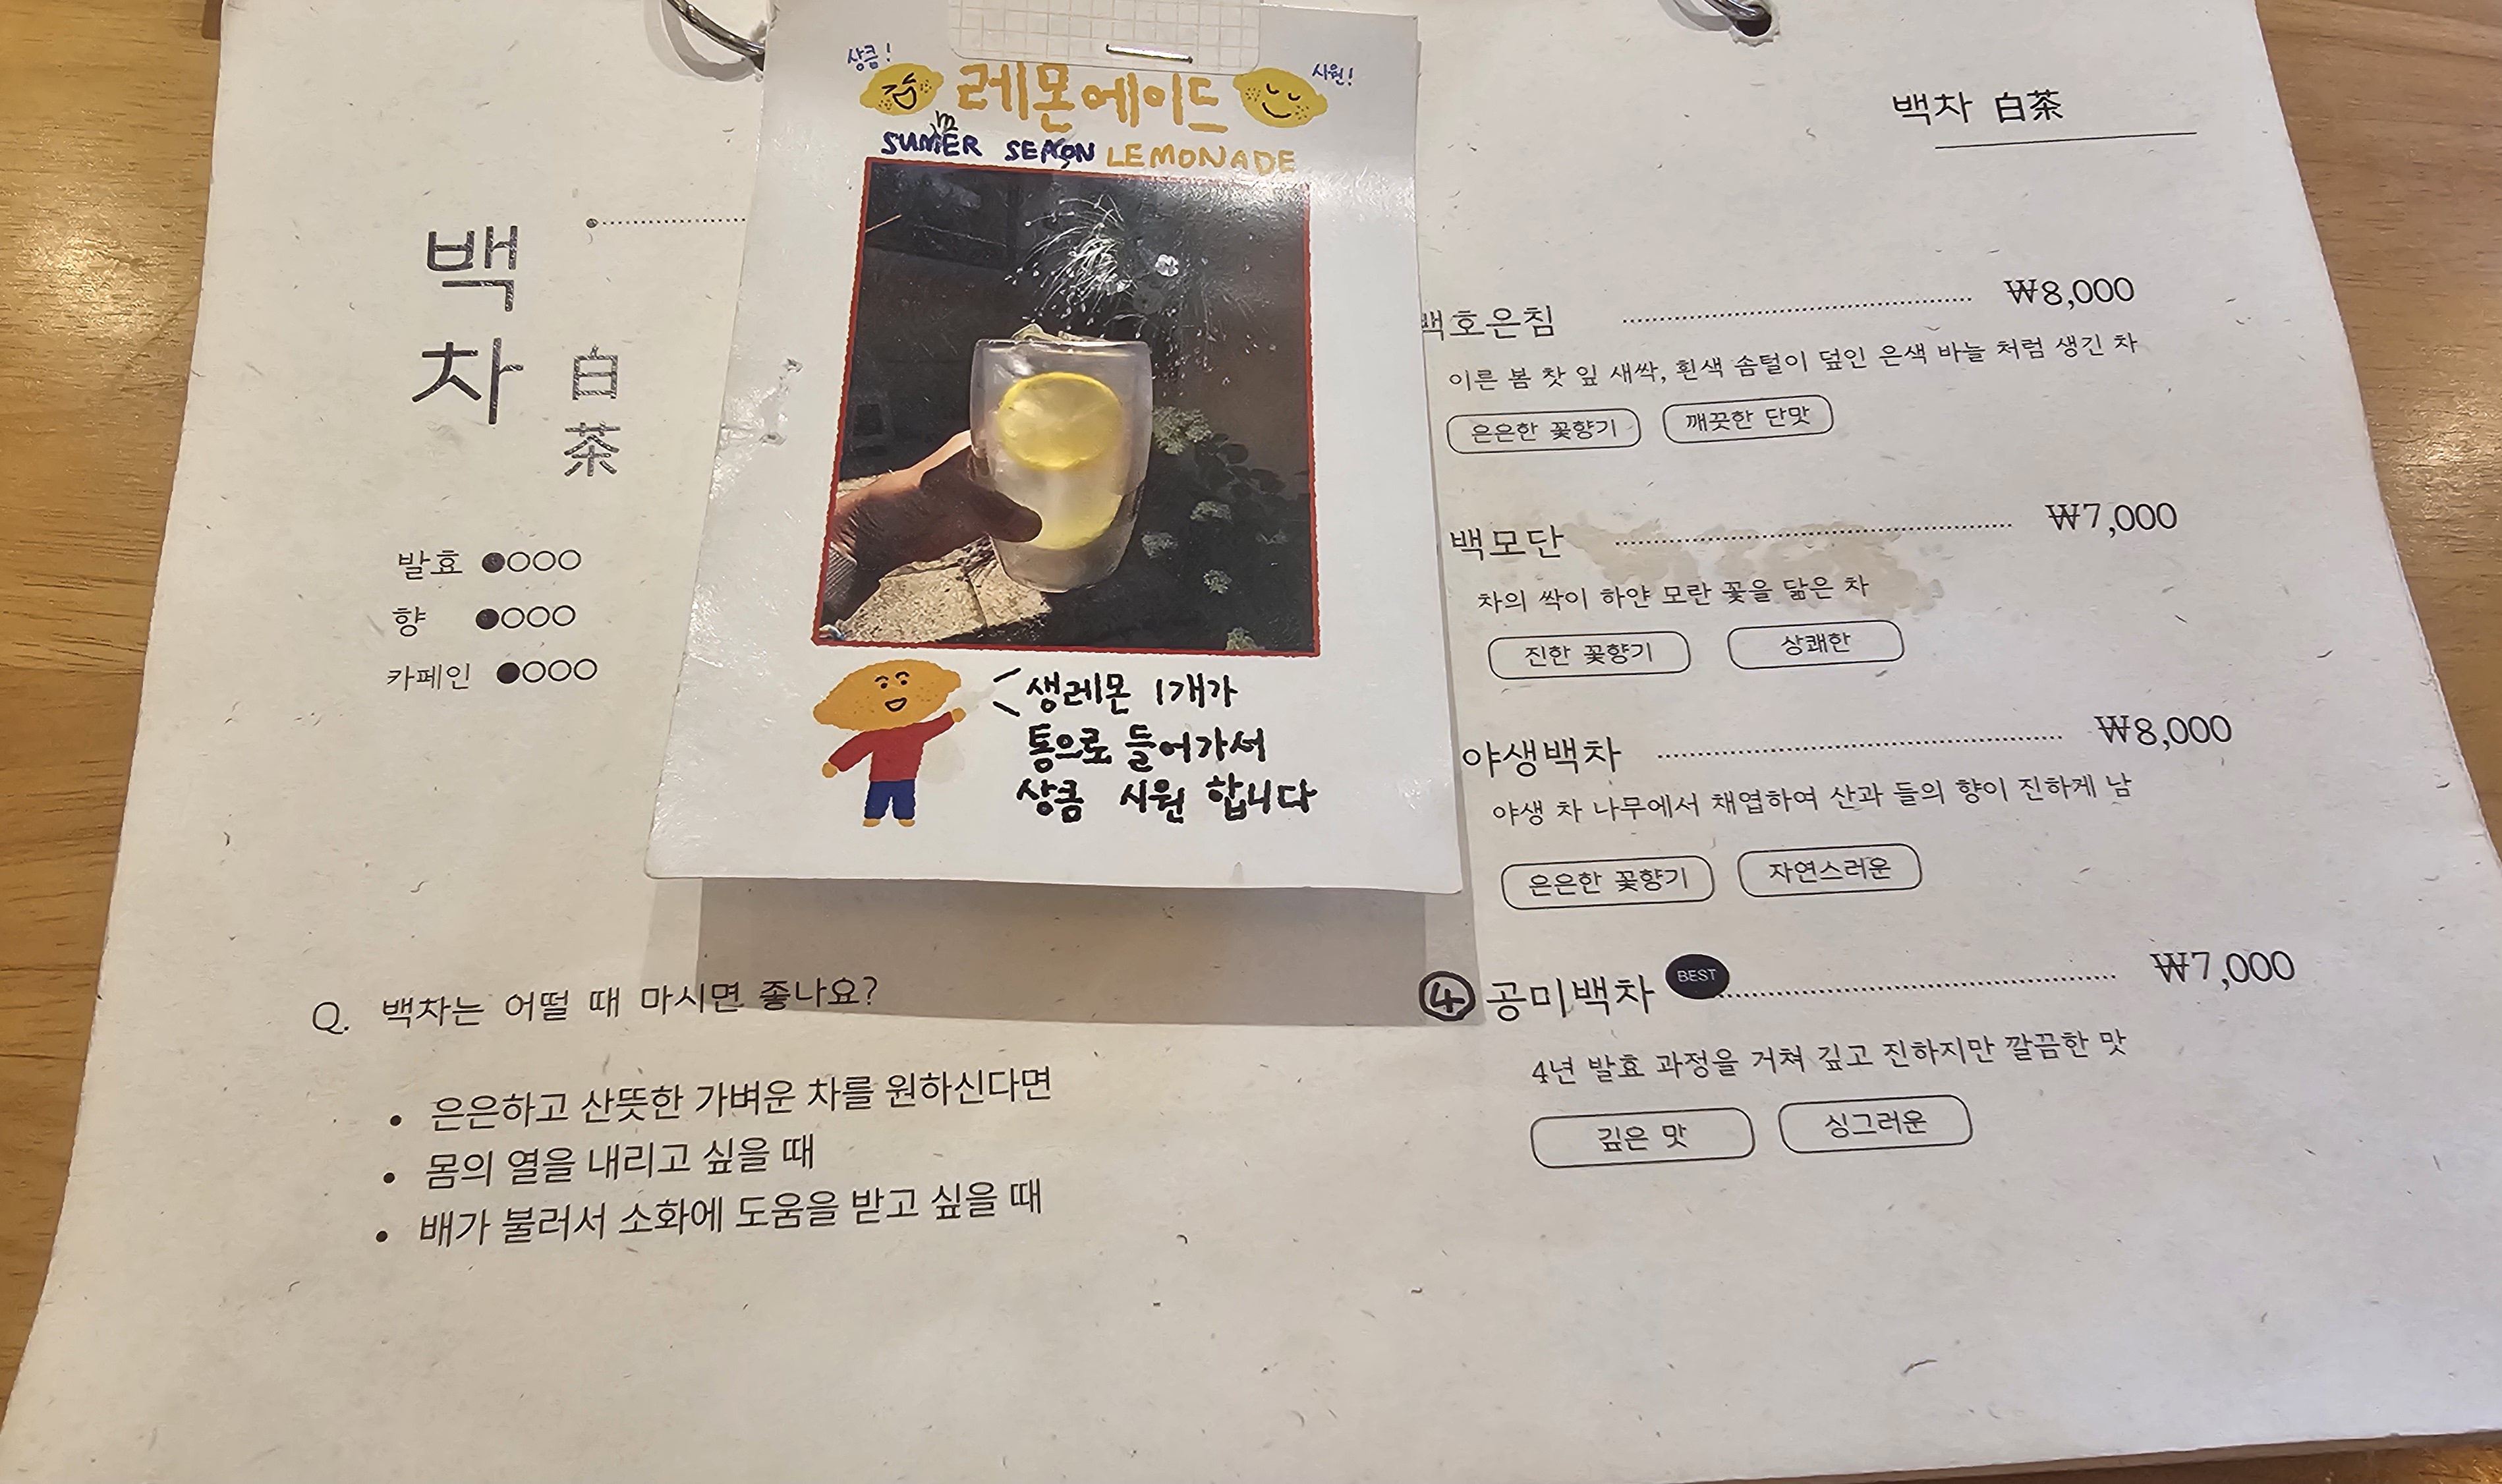 백차 白茶
백
차
白
茶
발효 ●○○○
향 ●○○○
카페인 ●○○○
상큼!
레몬에이드
시원!
SUMmER SEASON LEMONADE
생레몬 1개가
통으로 들어가서
상큼 시원 합니다
Q. 백차는 어떨 때 마시면 좋나요?
• 은은하고 산뜻한 가벼운 차를 원하신다면
• 몸의 열을 내리고 싶을 때
• 배가 불러서 소화에 도움을 받고 싶을 때
백호은침 ₩8,000
이른 봄 찻 잎 새싹, 흰색 솜털이 덮인 은색 바늘 처럼 생긴 차
은은한 꽃향기 깨끗한 단맛
백모단 ₩7,000
차의 싹이 하얀 모란 꽃을 닮은 차
진한 꽃향기 상쾌한
야생백차 ₩8,000
야생 차 나무에서 채엽하여 산과 들의 향이 진하게 남
은은한 꽃향기 자연스러운
④ 공미백차 BEST ₩7,000
4년 발효 과정을 거쳐 깊고 진하지만 깔끔한 맛
깊은 맛 싱그러운